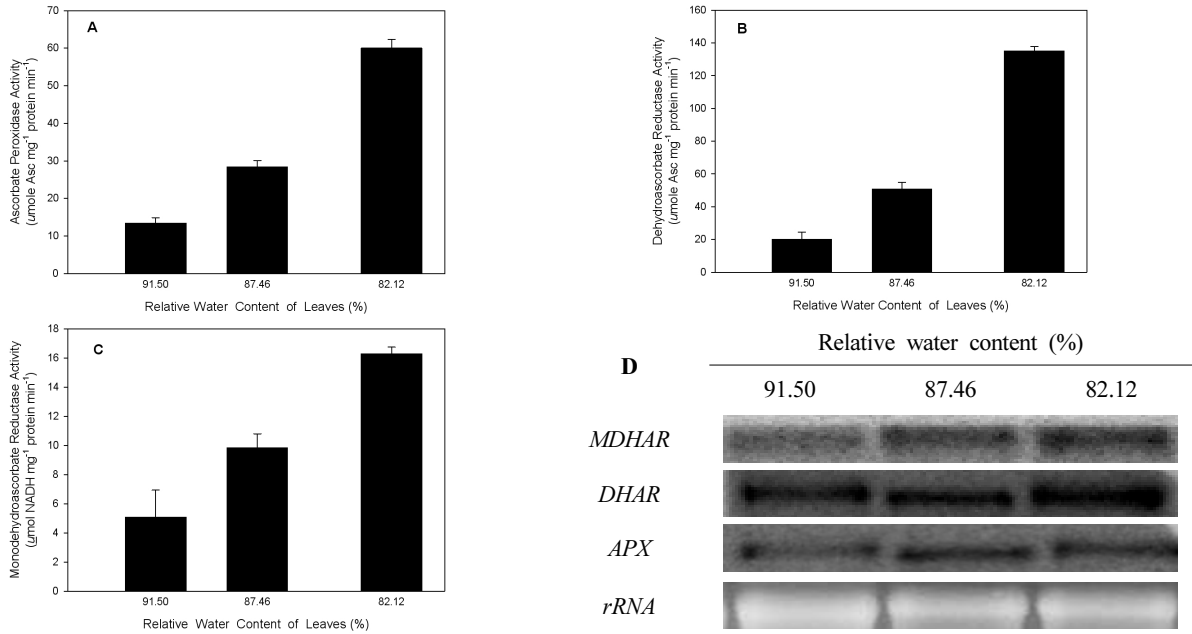 A
Ascorbate Peroxidase Activity
(umole Asc mg-1 protein min-1)
70
60
50
40
30
20
10
0
91.50 87.46 82.12
Relative Water Content of Leaves (%)
B
Dehydroascorbate Reductase Activity
(umole Asc mg-1 protein min-1)
160
140
120
100
80
60
40
20
0
91.50 87.46 82.12
Relative Water Content of Leaves (%)
C
Monodehydroascorbate Reductase Activity
(umol NADH mg-1 protein min-1)
18
16
14
12
10
8
6
4
2
0
91.50 87.46 82.12
Relative Water Content of Leaves (%)
D
Relative water content (%)
91.50 87.46 82.12
MDHAR
DHAR
APX
rRNA